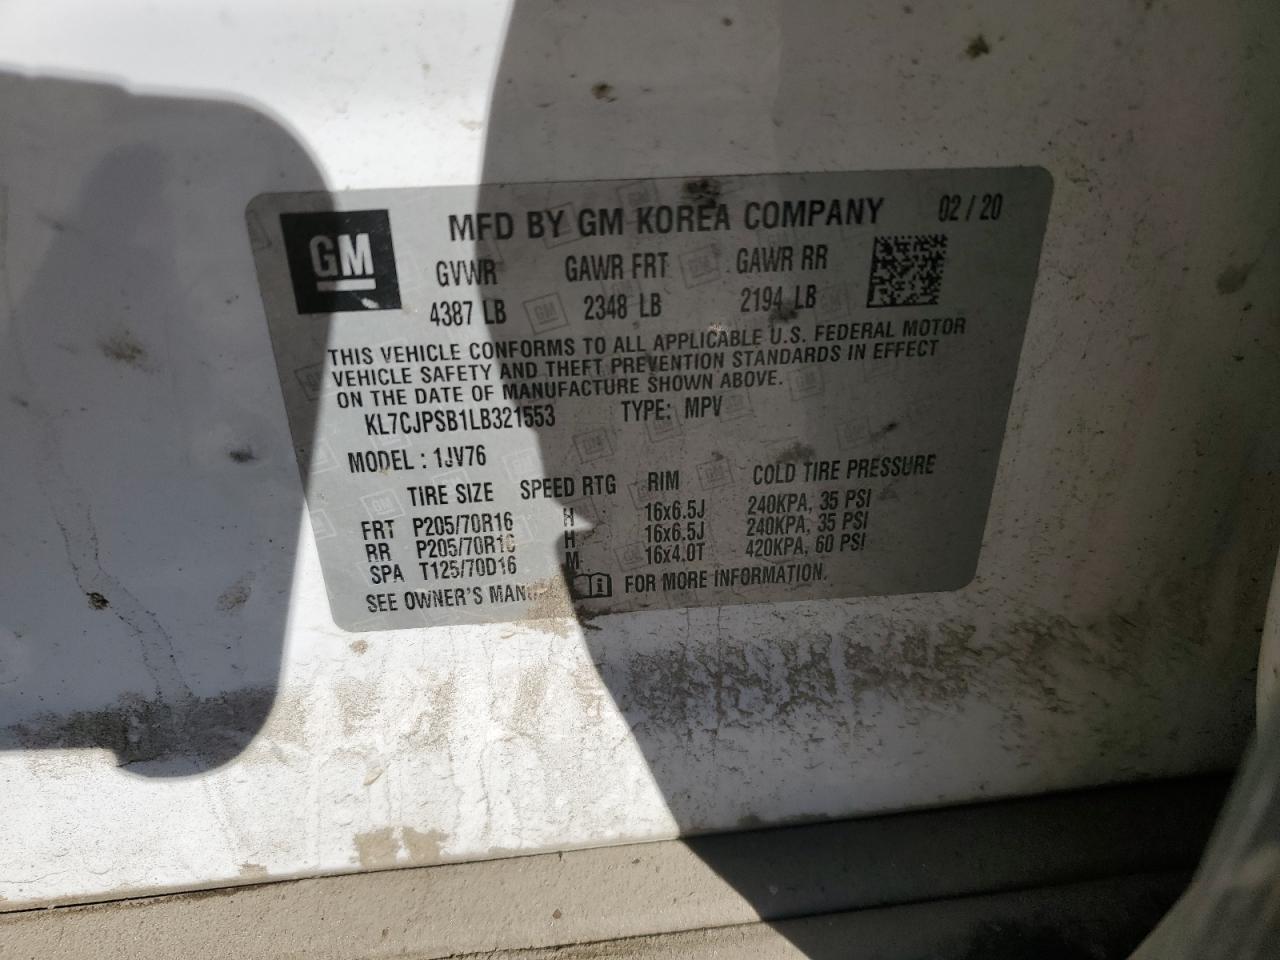 GM
MFD BY GM KOREA COMPANY 02 / 20
GVWR GAWR FRT GAWR RR
4387 LB 2348 LB 2194 LB
THIS VEHICLE CONFORMS TO ALL APPLICABLE U.S. FEDERAL MOTOR
VEHICLE SAFETY AND THEFT PREVENTION STANDARDS IN EFFECT
ON THE DATE OF MANUFACTURE SHOWN ABOVE.
KL7CJPSB1LB321553 TYPE: MPV
MODEL : 1JV76
TIRE SIZE SPEED RTG RIM COLD TIRE PRESSURE
FRT P205/70R16 H 16x6.5J 240KPA, 35 PSI
RR P205/70R16 H 16x6.5J 240KPA, 35 PSI
SPA T125/70D16 M 16x4.0T 420KPA, 60 PSI
SEE OWNER'S MANUAL FOR MORE INFORMATION.